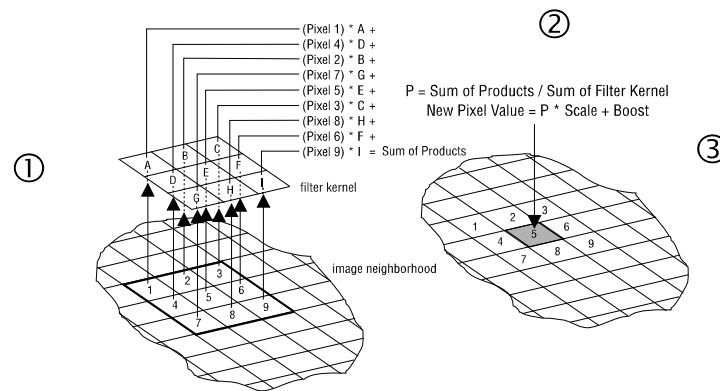 ①
(Pixel 1) * A +
(Pixel 4) * D +
(Pixel 2) * B +
(Pixel 7) * G +
(Pixel 5) * E +
(Pixel 3) * C +
(Pixel 8) * H +
(Pixel 6) * F +
(Pixel 9) * I = Sum of Products
A
B
C
D
E
F
G
H
I
filter kernel
image neighborhood
1
2
3
4
5
6
7
8
9
②
P = Sum of Products / Sum of Filter Kernel
New Pixel Value = P * Scale + Boost
③
1
2
3
4
5
6
7
8
9